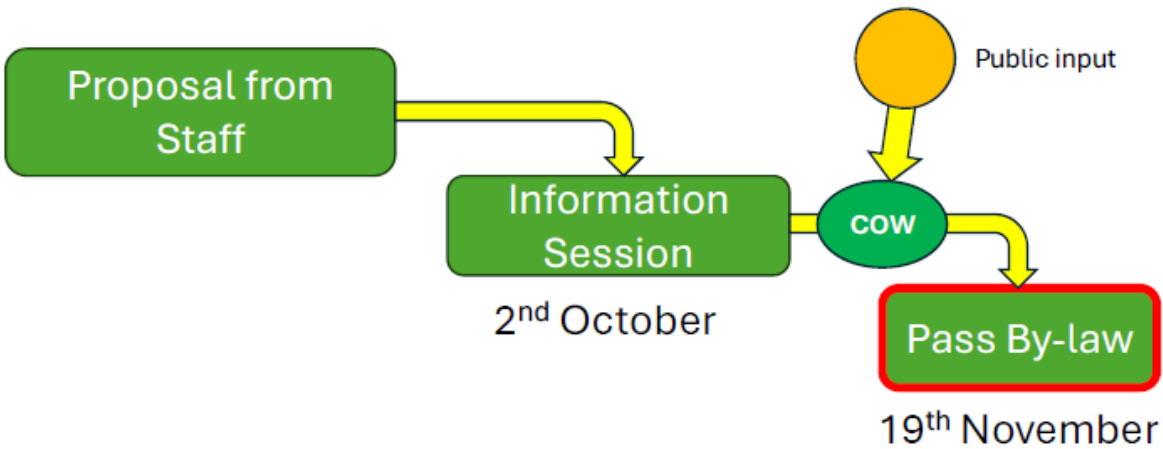 Proposal from
Staff
Public input
Information
Session
COW
2nd October
Pass By-law
19th November